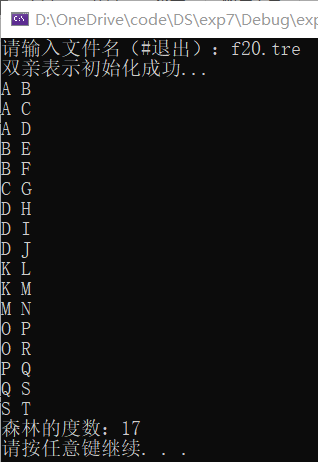 D:\OneDrive\code\DS\exp7\Debug\ex
请输入文件名（#退出）：f20.tre
双亲表示初始化成功...
A B
A C
A D
B E
B F
C G
D H
D I
D J
K L
K M
M N
O P
O R
P Q
Q S
S T
森林的度数：17
请按任意键继续. . .